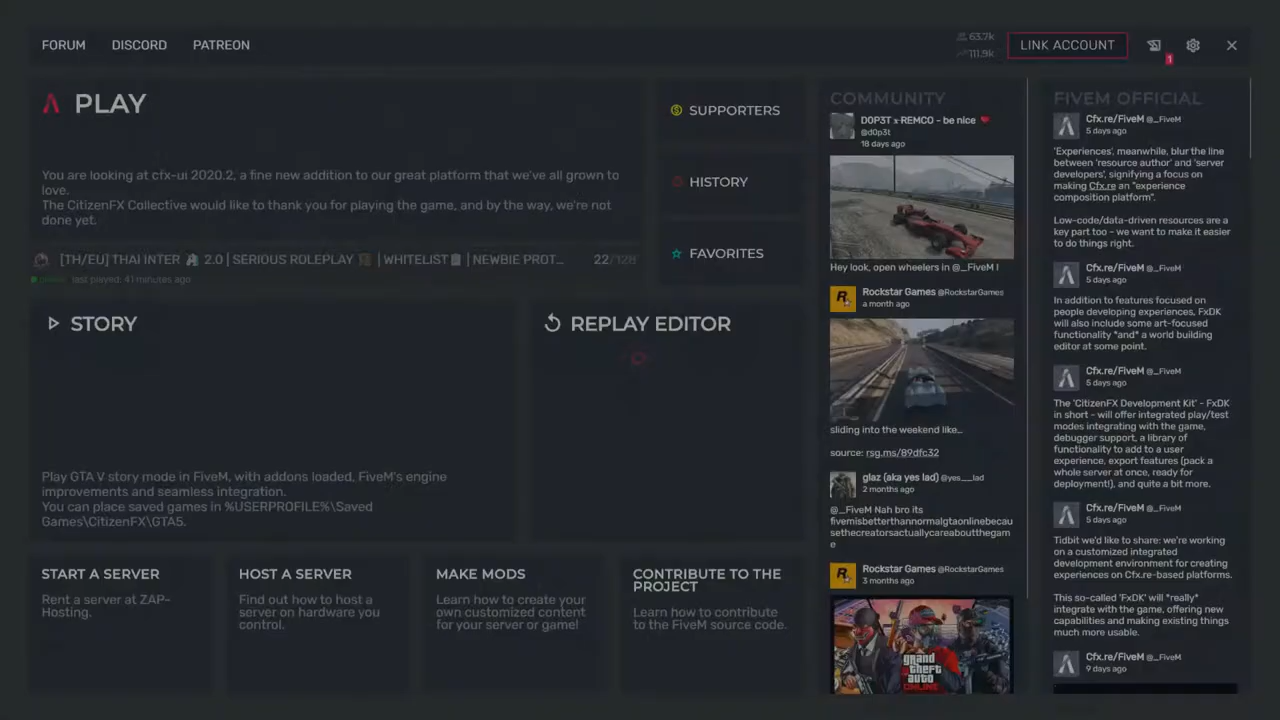 FORUM
DISCORD
PATREON
63.7k
111.9k
LINK ACCOUNT
1
PLAY
You are looking at cfx-ui 2020.2, a fine new addition to our great platform that we've all grown to
love.
The CitizenFX Collective would like to thank you for playing the game, and by the way, we're not
done yet.
[TH/EU] THAI INTER 2.0 | SERIOUS ROLEPLAY | WHITELIST | NEWBIE PROT... 22/128
last played: 41 minutes ago
SUPPORTERS
HISTORY
FAVORITES
STORY
Play GTA V story mode in FiveM, with addons loaded, FiveM's engine
improvements and seamless integration.
You can place saved games in %USERPROFILE%\Saved
Games\CitizenFX\GTA5.
REPLAY EDITOR
START A SERVER
Rent a server at ZAP-
Hosting.
HOST A SERVER
Find out how to host a
server on hardware you
control.
MAKE MODS
Learn how to create your
own customized content
for your server or game!
CONTRIBUTE TO THE
PROJECT
Learn how to contribute
to the FiveM source code.
COMMUNITY
D0P3T x REMCO - be nice ❤
@d0p3t
18 days ago
Hey look, open wheelers in @_FiveM !
Rockstar Games @RockstarGames
a month ago
sliding into the weekend like...
source: rsg.ms/89dfc32
glaz (aka yes lad) @yes__lad
2 months ago
@_FiveM Nah bro its
fivemisbetterthannormalgtaonlinebecau
sethecreatorsactuallycareaboutthegam
e
Rockstar Games @RockstarGames
3 months ago
grand
theft
auto
ONLINE
FIVEM OFFICIAL
Cfx.re/FiveM @_FiveM
5 days ago
'Experiences', meanwhile, blur the line
between 'resource author' and 'server
developers', signifying a focus on
making Cfx.re an "experience
composition platform".
Low-code/data-driven resources are a
key part too - we want to make it easier
to do things right.
Cfx.re/FiveM @_FiveM
5 days ago
In addition to features focused on
people developing experiences, FxDK
will also include some art-focused
functionality *and* a world building
editor at some point.
Cfx.re/FiveM @_FiveM
5 days ago
The 'CitizenFX Development Kit' - FxDK
in short - will offer integrated play/test
modes integrating with the game,
debugger support, a library of
functionality to add to a user
experience, export features (pack a
whole server at once, ready for
deployment!), and quite a bit more.
Cfx.re/FiveM @_FiveM
5 days ago
Tidbit we'd like to share: we're working
on a customized integrated
development environment for creating
experiences on Cfx.re-based platforms.
This so-called 'FxDK' will *really*
integrate with the game, offering new
capabilities and making existing things
much more usable.
Cfx.re/FiveM @_FiveM
9 days ago